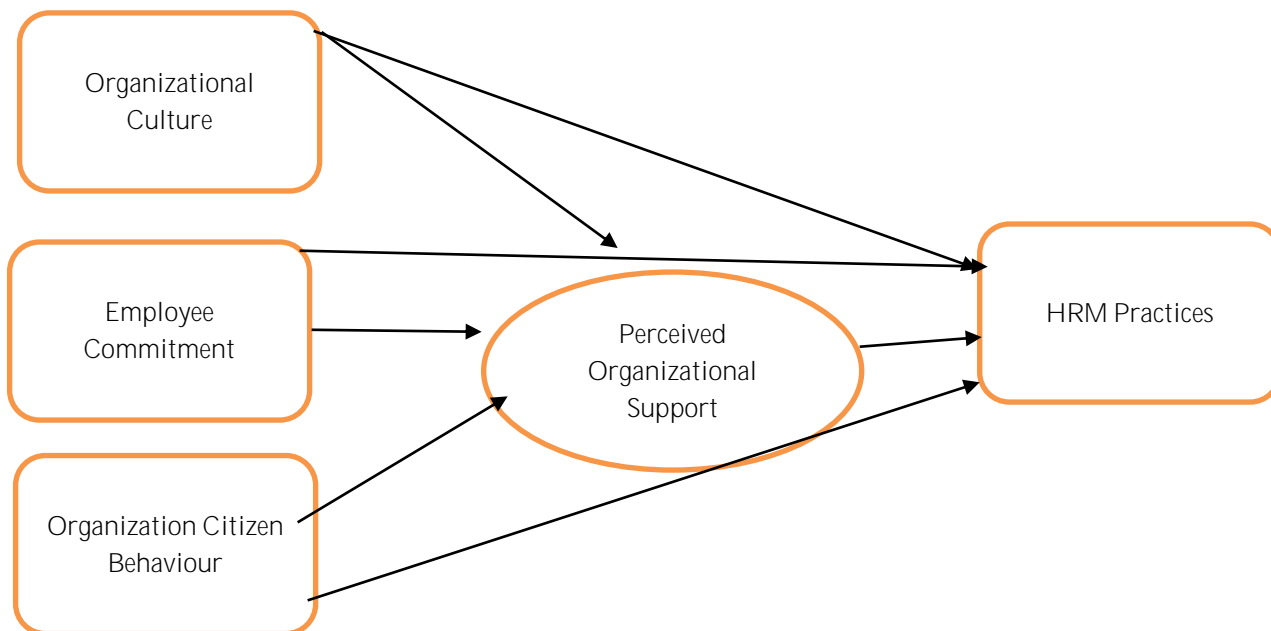 Organizational
Culture
Employee
Commitment
Organization Citizen
Behaviour
Perceived
Organizational
Support
HRM Practices